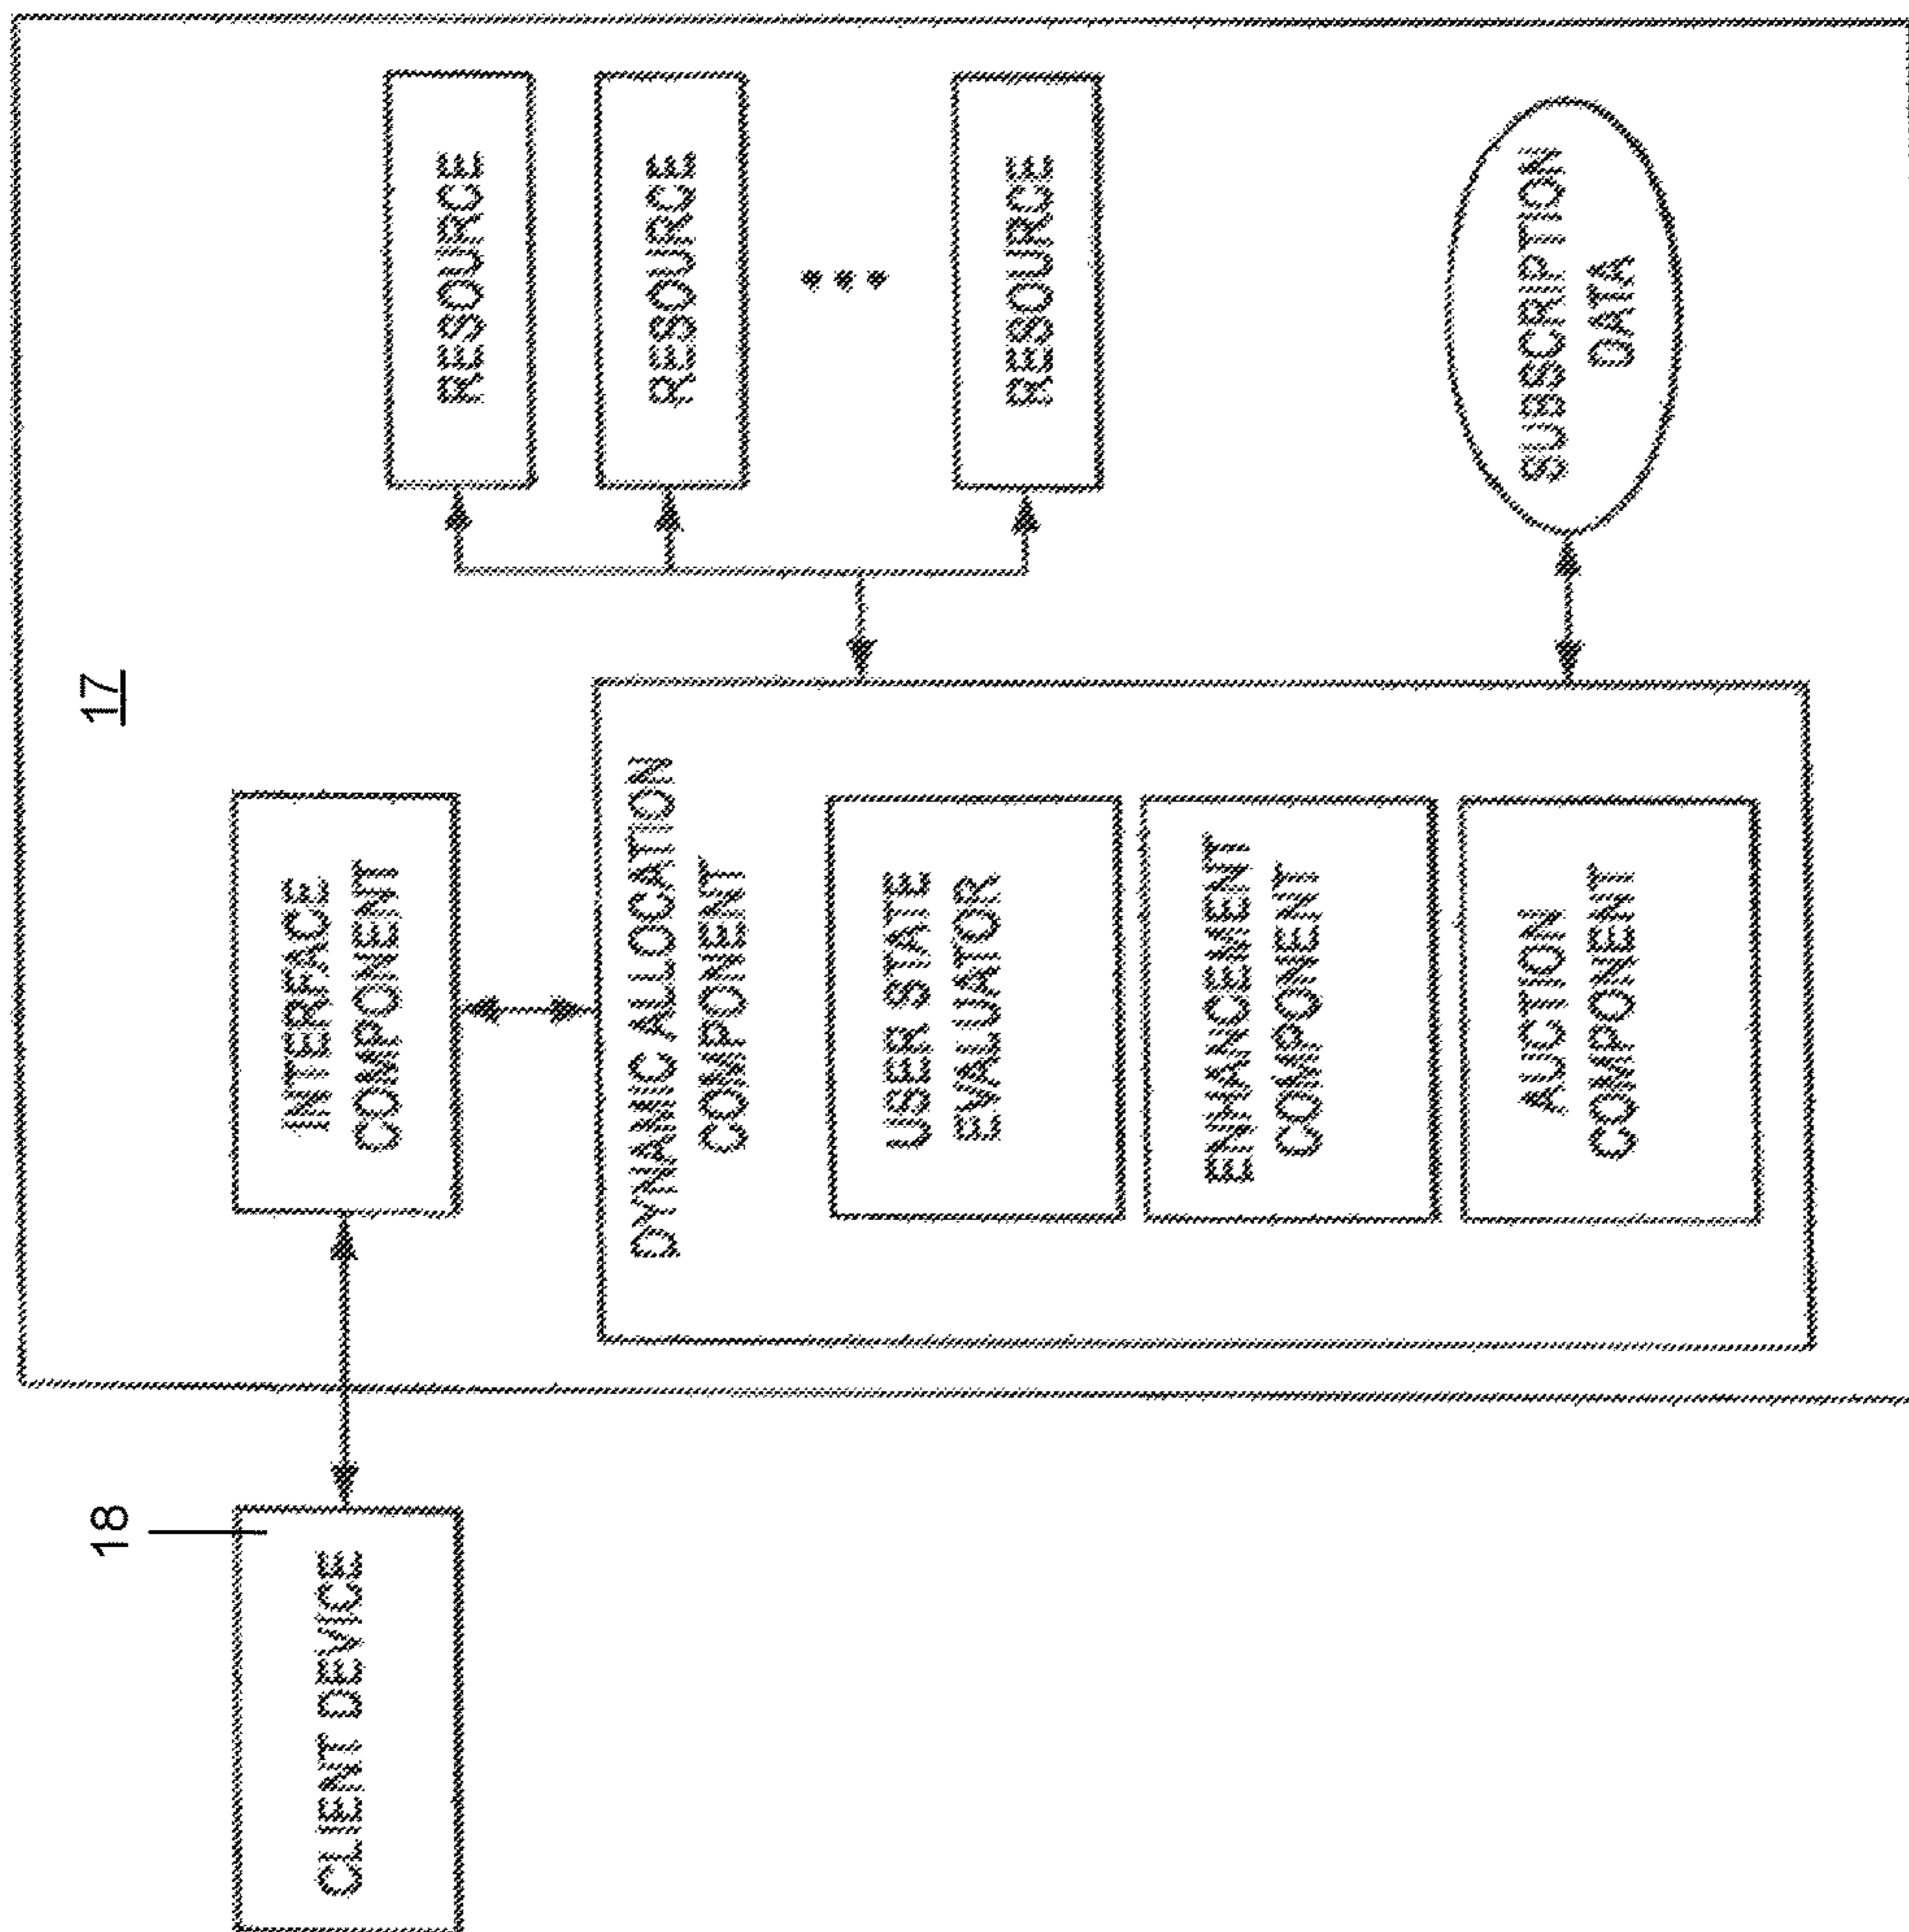 17
18
CLIENT DEVICE
INTERFACE
COMPONENT
RESOURCE
RESOURCE
•••
RESOURCE
DYNAMIC ALLOCATION
COMPONENT
USER STATE
EVALUATOR
ENHANCEMENT
COMPONENT
AUCTION
COMPONENT
SUBSCRIPTION
DATA